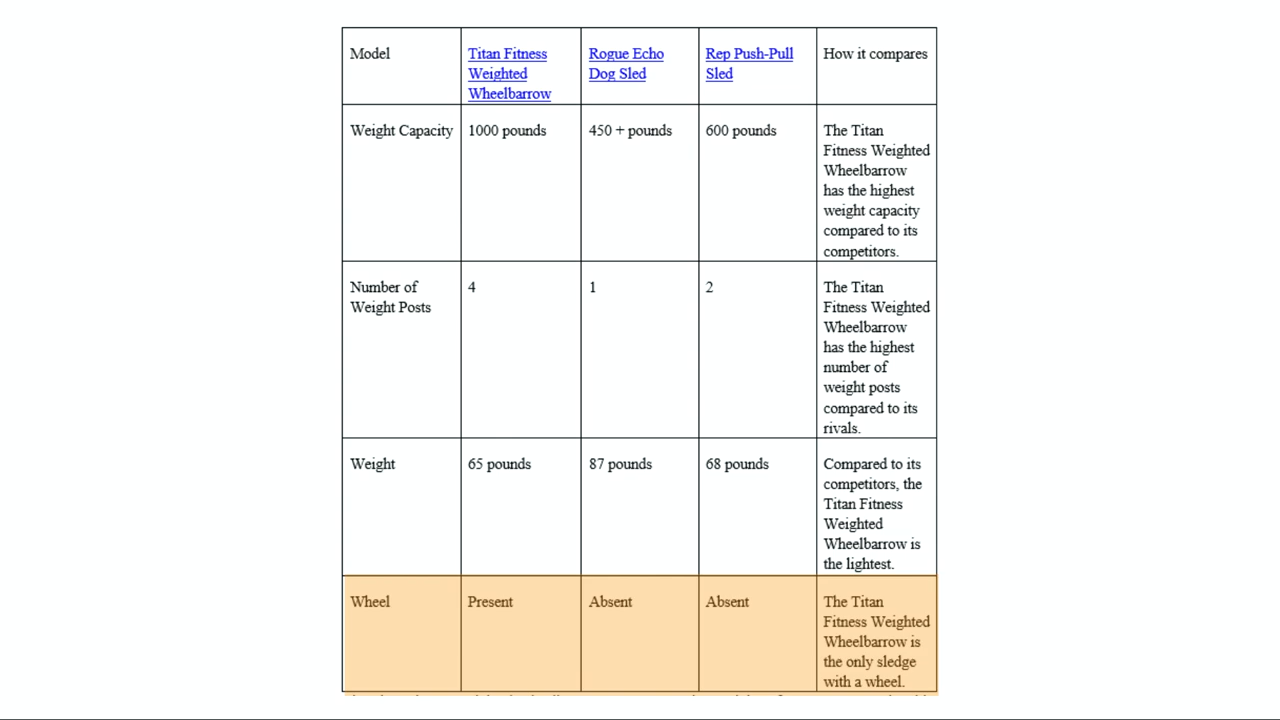 Model
Titan Fitness
Weighted
Wheelbarrow
Rogue Echo
Dog Sled
Rep Push-Pull
Sled
How it compares
Weight Capacity
1000 pounds
450 + pounds
600 pounds
The Titan
Fitness Weighted
Wheelbarrow
has the highest
weight capacity
compared to its
competitors.
Number of
Weight Posts
4
1
2
The Titan
Fitness Weighted
Wheelbarrow
has the highest
number of
weight posts
compared to its
rivals.
Weight
65 pounds
87 pounds
68 pounds
Compared to its
competitors, the
Titan Fitness
Weighted
Wheelbarrow is
the lightest.
Wheel
Present
Absent
Absent
The Titan
Fitness Weighted
Wheelbarrow is
the only sledge
with a wheel.